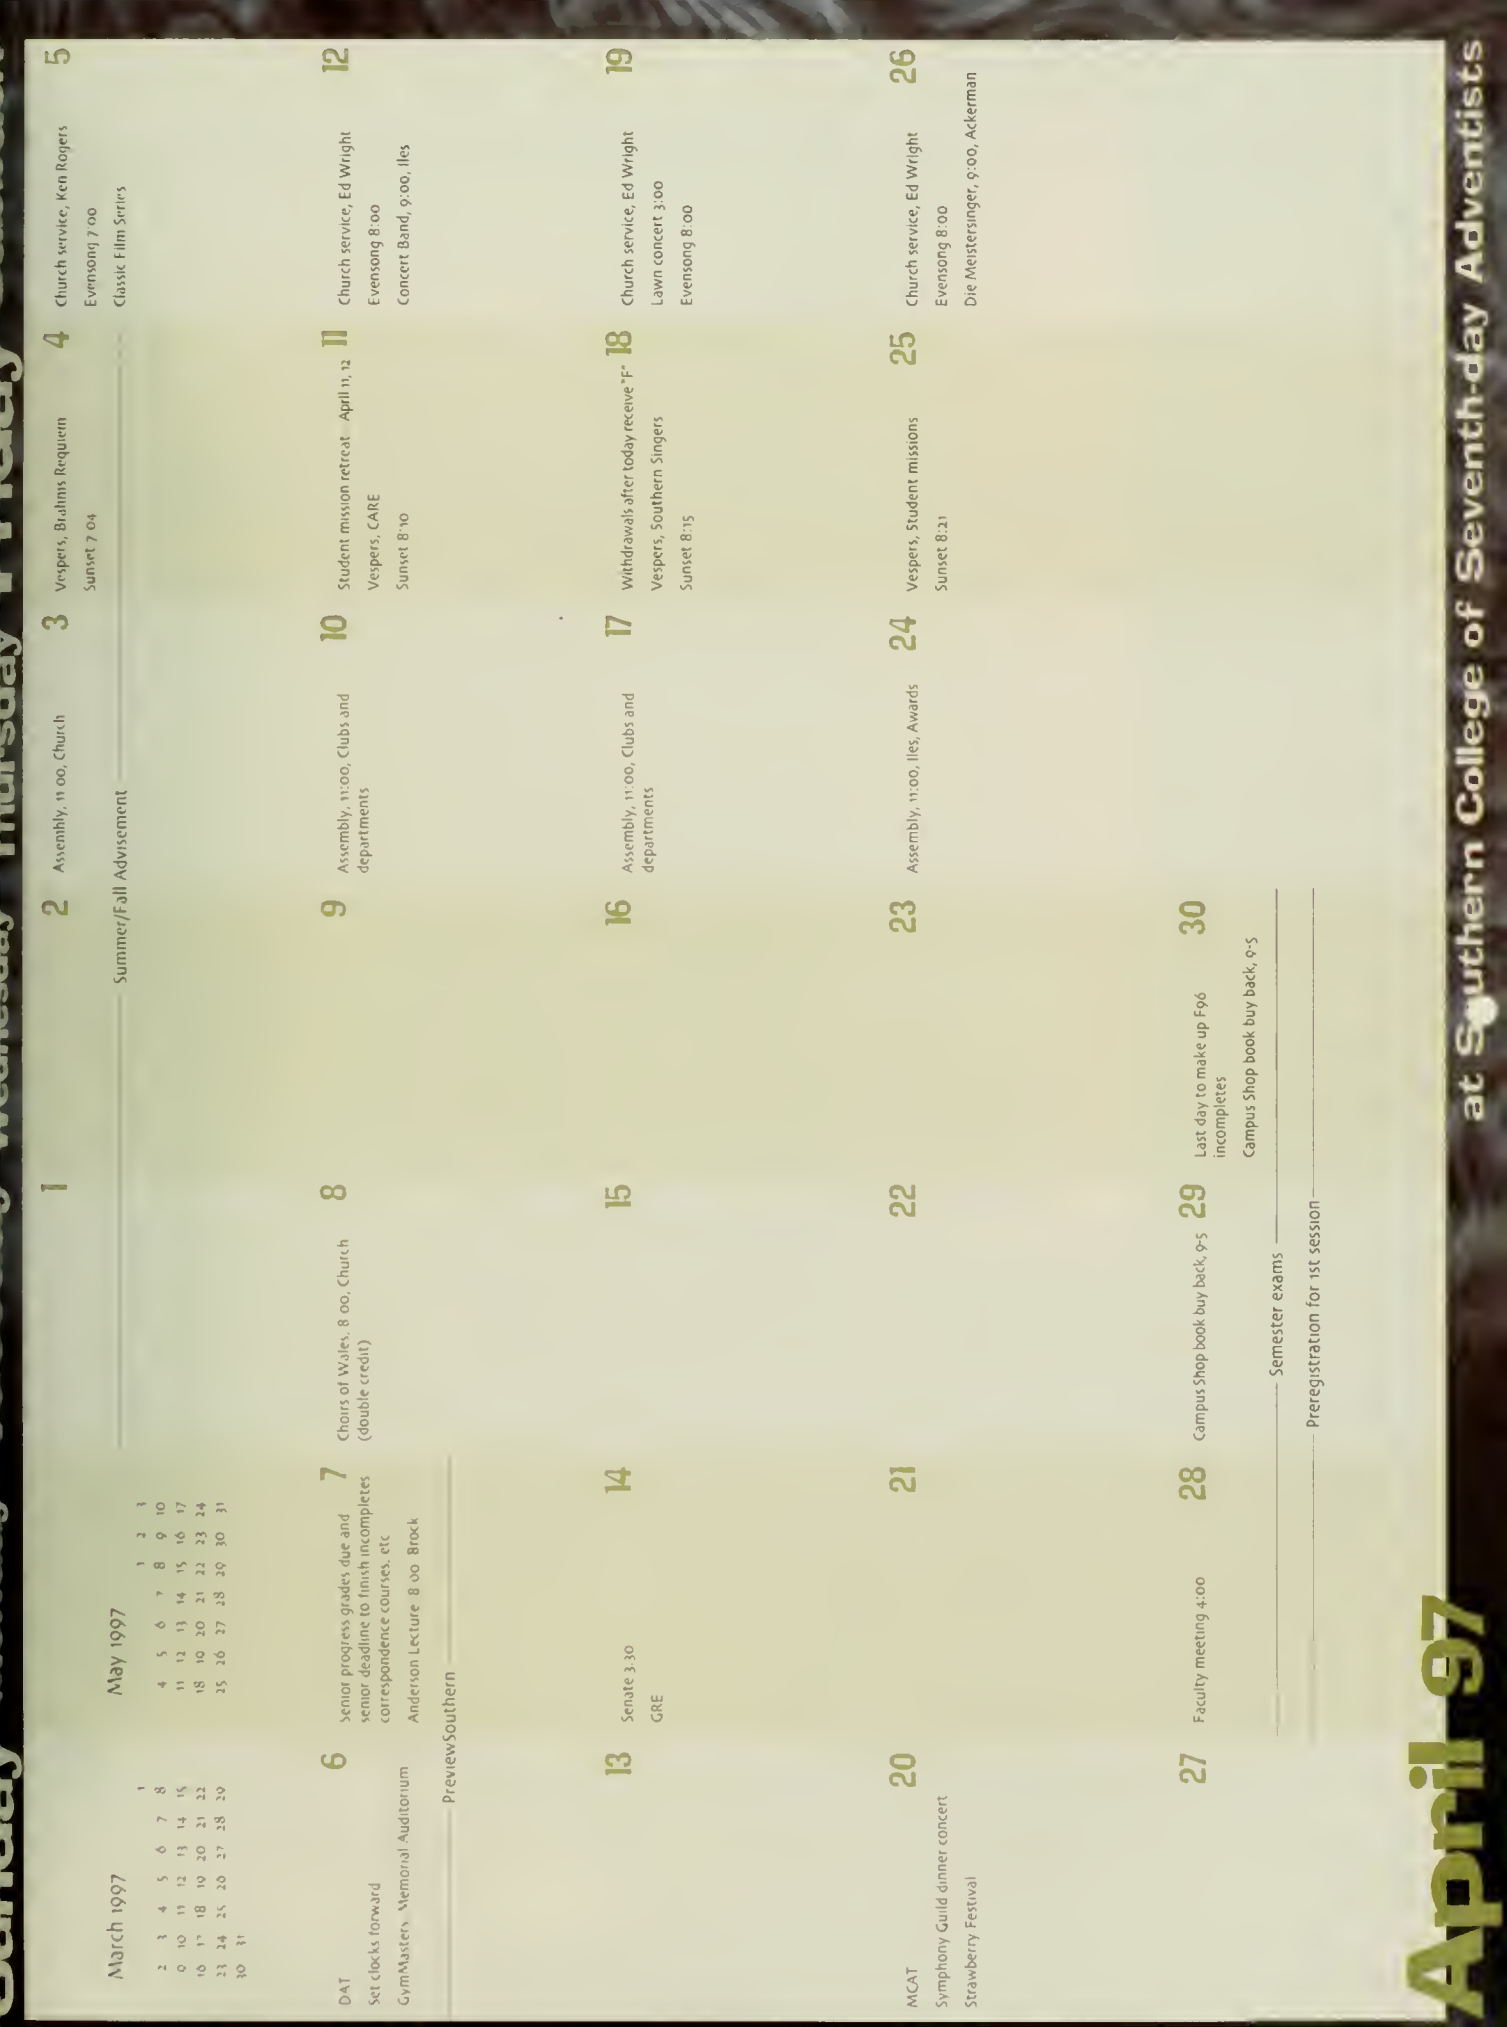 Sunday Wednesday Thursday Friday
March 1997
1
2 3 4 5 6 7 8
9 10 11 12 13 14 15
16 17 18 19 20 21 22
23 24 25 26 27 28 29
30 31
May 1997
1 2 3
4 5 6 7 8 9 10
11 12 13 14 15 16 17
18 19 20 21 22 23 24
25 26 27 28 29 30 31
1
2
Summer/Fall Advisement
3
Assembly, 11 00, Church
4
Vespers, Brahms Requiem
Sunset 7 04
5
Church service, Ken Rogers
Evensong 7:00
Classic Film Series
6
DAT
Set clocks forward
GymMasters Memorial Auditorium
PreviewSouthern
7
Senior progress grades due and
senior deadline to finish incompletes
correspondence courses, etc
Anderson Lecture 8 00 Brock
8
Choirs of Wales, 8 00, Church
(double credit)
9
10
Assembly, 11:00, Clubs and
departments
11
Student mission retreat April 11, 12
Vespers, CARE
Sunset 8:10
12
Church service, Ed Wright
Evensong 8:00
Concert Band, 9:00, Iles
13
14
Senate 3.30
GRE
15
16
17
Assembly, 11:00, Clubs and
departments
18
Withdrawals after today receive "F"
Vespers, Southern Singers
Sunset 8:15
19
Church service, Ed Wright
Lawn concert 3:00
Evensong 8:00
20
MCAT
Symphony Guild dinner concert
Strawberry Festival
21
22
23
24
Assembly, 11:00, Iles, Awards
25
Vespers, Student missions
Sunset 8:21
26
Church service, Ed Wright
Evensong 8:00
Die Meistersinger, 9:00, Ackerman
27
28
Faculty meeting 4:00
29
Campus Shop book buy back, 9-5
30
Last day to make up F96
incompletes
Campus Shop book buy back, 9-5
Semester exams
Preregistration for 1st session
April 97
at Southern College of Seventh-day Adventists